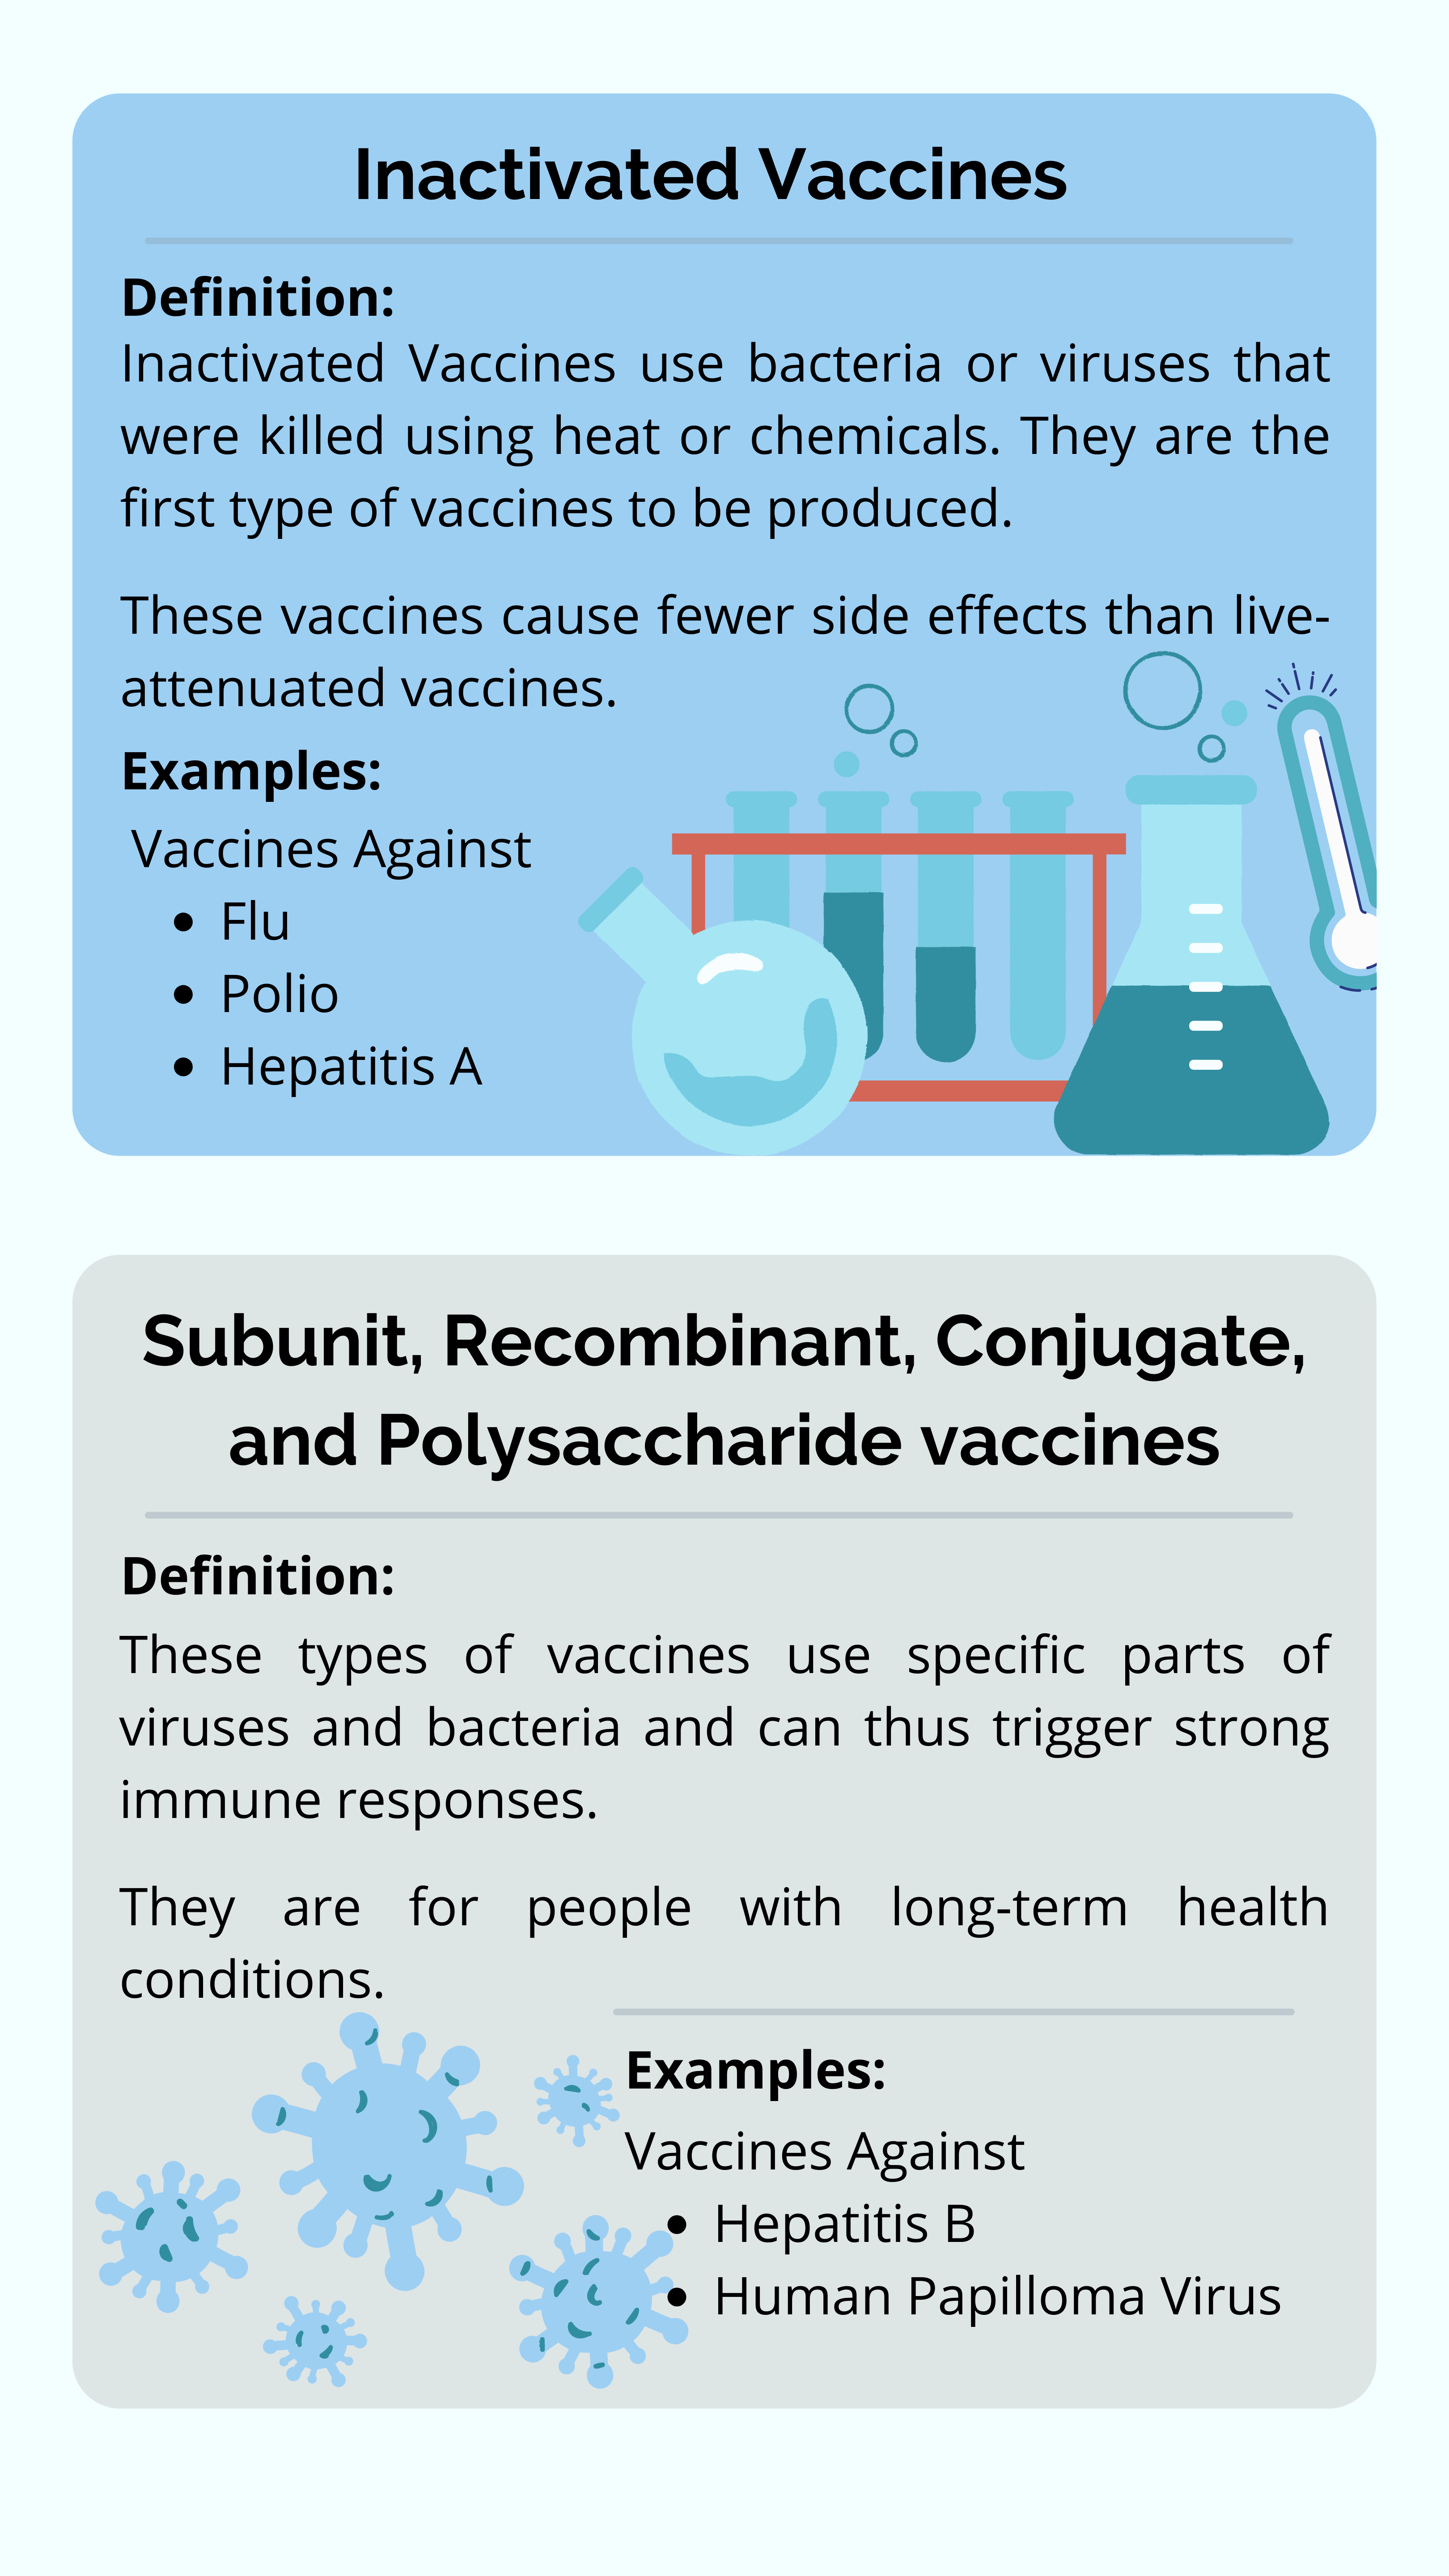 Inactivated Vaccines
Definition:
Inactivated Vaccines use bacteria or viruses that
were killed using heat or chemicals. They are the
first type of vaccines to be produced.
These vaccines cause fewer side effects than live-
attenuated vaccines.
Examples:
Vaccines Against
• Flu
• Polio
• Hepatitis A
Subunit, Recombinant, Conjugate,
and Polysaccharide vaccines
Definition:
These types of vaccines use specific parts of
viruses and bacteria and can thus trigger strong
immune responses.
They are for people with long-term health
conditions.
Examples:
Vaccines Against
• Hepatitis B
• Human Papilloma Virus